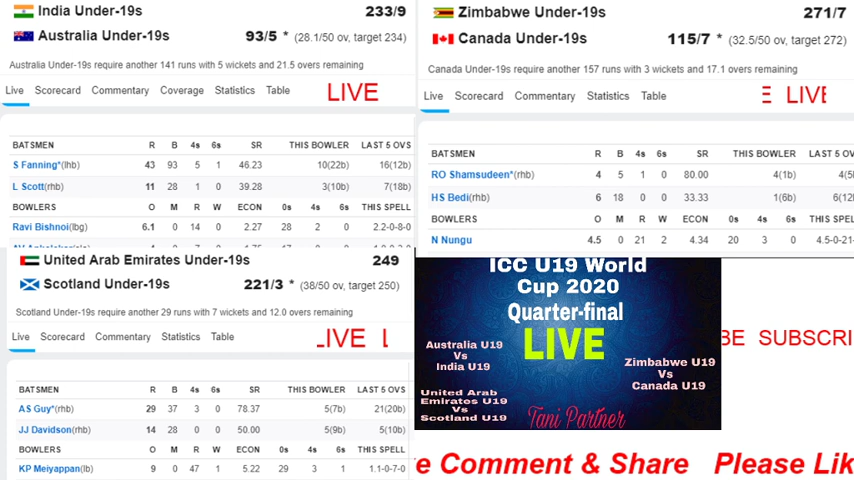 India Under-19s 233/9
Australia Under-19s 93/5 * (28.1/50 ov, target 234)
Australia Under-19s require another 141 runs with 5 wickets and 21.5 overs remaining
Live Scorecard Commentary Coverage Statistics Table LIVE
BATSMEN R B 4s 6s SR THIS BOWLER LAST 5 OVS
S Fanning*(lhb) 43 93 5 1 46.23 10(22b) 16(12b)
L Scott(rhb) 11 28 1 0 39.28 3(10b) 7(18b)
BOWLERS O M R W ECON 0s 4s 6s THIS SPELL
Ravi Bishnoi(lbg) 6.1 0 14 0 2.27 28 2 0 2.2-0-8-0
Zimbabwe Under-19s 271/7
Canada Under-19s 115/7 * (32.5/50 ov, target 272)
Canada Under-19s require another 157 runs with 3 wickets and 17.1 overs remaining
Live Scorecard Commentary Statistics Table E LIVE
BATSMEN R B 4s 6s SR THIS BOWLER LAST 5 OV
RO Shamsudeen*(rhb) 4 5 1 0 80.00 4(1b) 4(5
HS Bedi(rhb) 6 18 0 0 33.33 1(6b) 6(12
BOWLERS O M R W ECON 0s 4s 6s THIS SPEL
N Nungu 4.5 0 21 2 4.34 20 3 0 4.5-0-21-
United Arab Emirates Under-19s 249
Scotland Under-19s 221/3 * (38/50 ov, target 250)
Scotland Under-19s require another 29 runs with 7 wickets and 12.0 overs remaining
Live Scorecard Commentary Statistics Table LIVE L
BATSMEN R B 4s 6s SR THIS BOWLER LAST 5 OVS
AS Guy*(rhb) 29 37 3 0 78.37 5(7b) 21(20b)
JJ Davidson(rhb) 14 28 1 0 50.00 5(9b) 5(10b)
BOWLERS O M R W ECON 0s 4s 6s THIS SPELL
KP Meiyappan(lb) 9 0 47 1 5.22 29 3 1 1.1-0-7-0
ICC U19 World
Cup 2020
Quarter-final
LIVE
Australia U19
Vs
India U19
Zimbabwe U19
Vs
Canada U19
United Arab
Emirates U19
Vs
Scotland U19
Tani Partner
BE SUBSCRI
e Comment & Share Please Lik